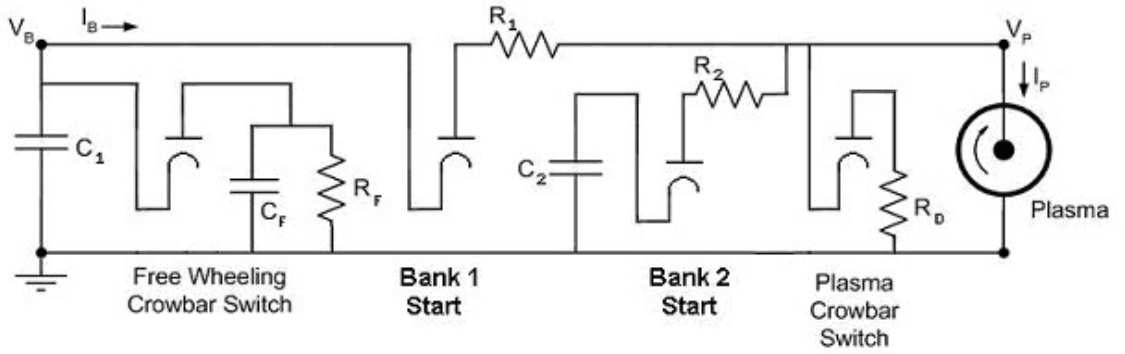 V_B
I_B
R_1
V_P
R_2
I_P
C_1
C_F
R_F
C_2
R_D
Plasma
Free Wheeling
Crowbar Switch
Bank 1
Start
Bank 2
Start
Plasma
Crowbar
Switch